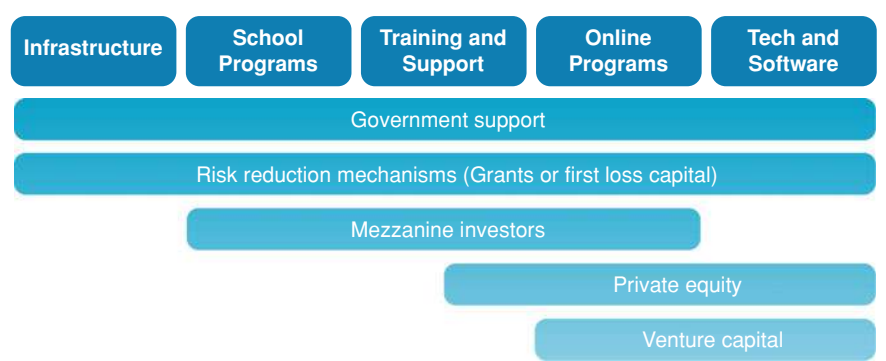 Infrastructure
School
Programs
Training and
Support
Online
Programs
Tech and
Software
Government support
Risk reduction mechanisms (Grants or first loss capital)
Mezzanine investors
Private equity
Venture capital